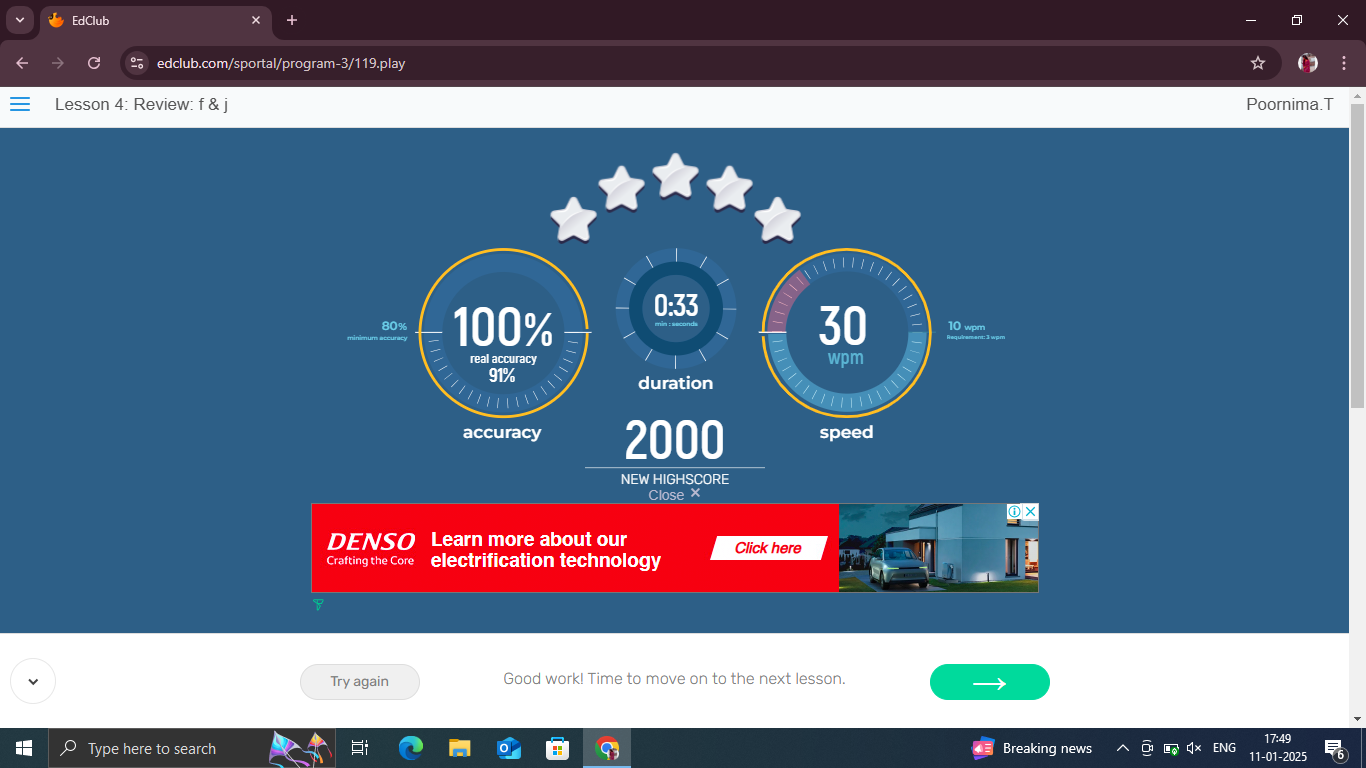 EdClub
edclub.com/sportal/program-3/119.play
Lesson 4: Review: f & j
Poornima.T
80%
minimum accuracy
100%
real accuracy
91%
accuracy
0:33
min : seconds
duration
30
wpm
speed
10 wpm
Requirement: 3 wpm
2000
NEW HIGHSCORE
Close ×
DENSO
Crafting the Core
Learn more about our
electrification technology
Click here
Try again
Good work! Time to move on to the next lesson.
Type here to search
Breaking news
ENG
17:49
11-01-2025
6